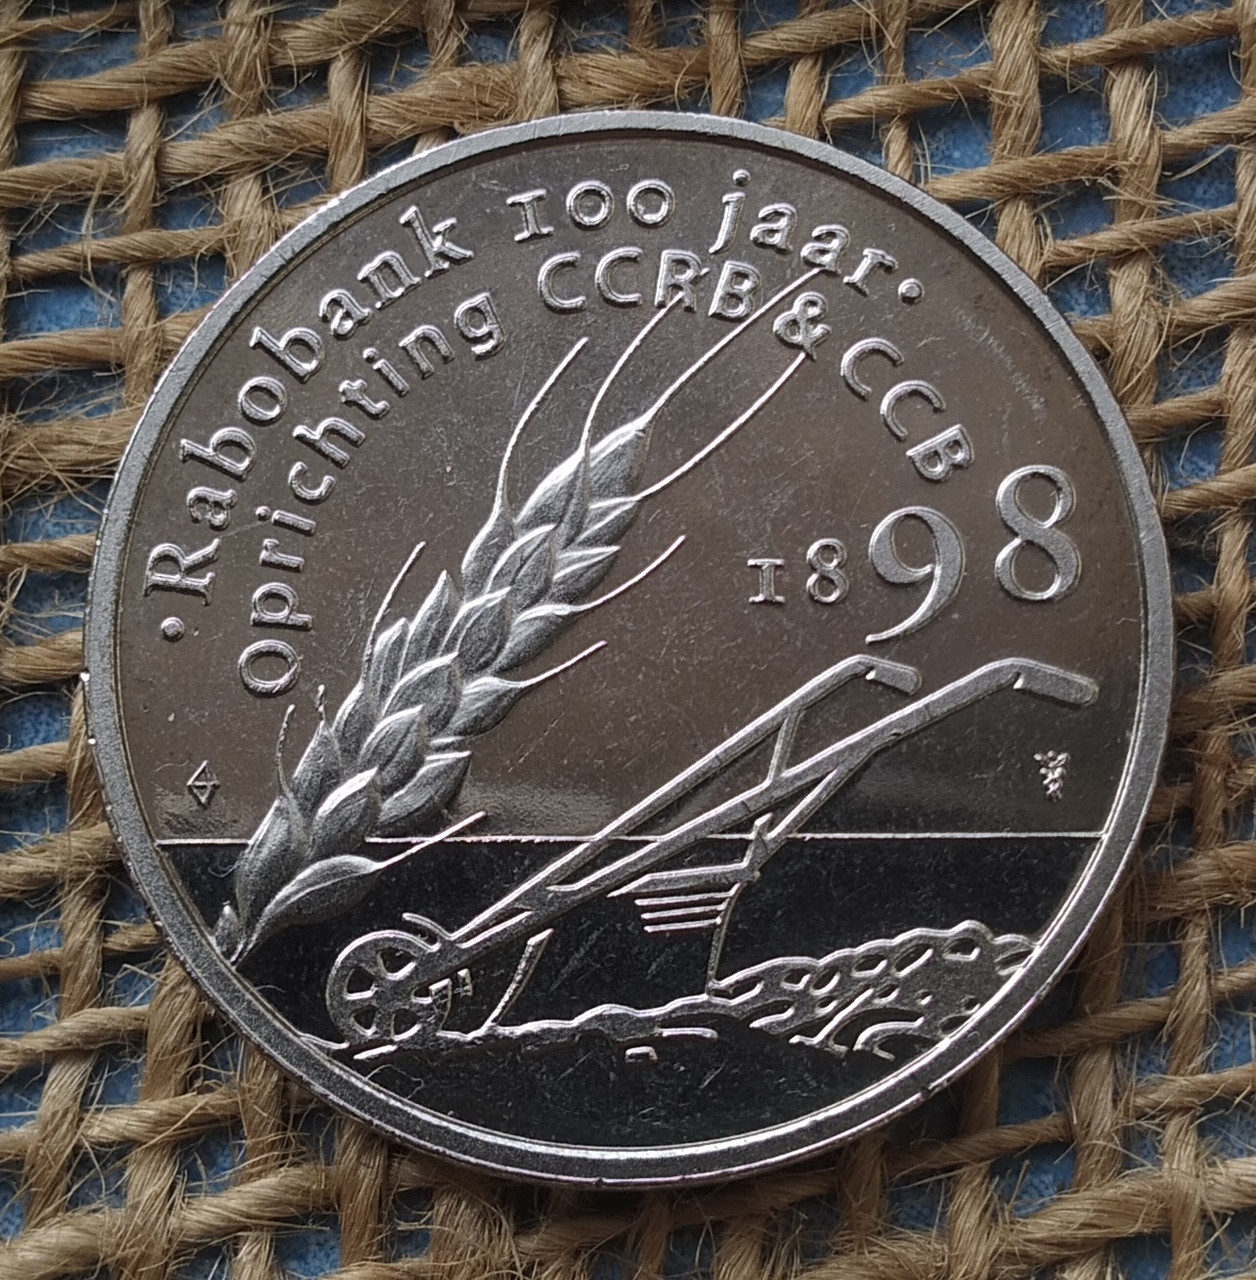 ·Rabobank 100 jaar·
oprichting CCRB & CCB
1898